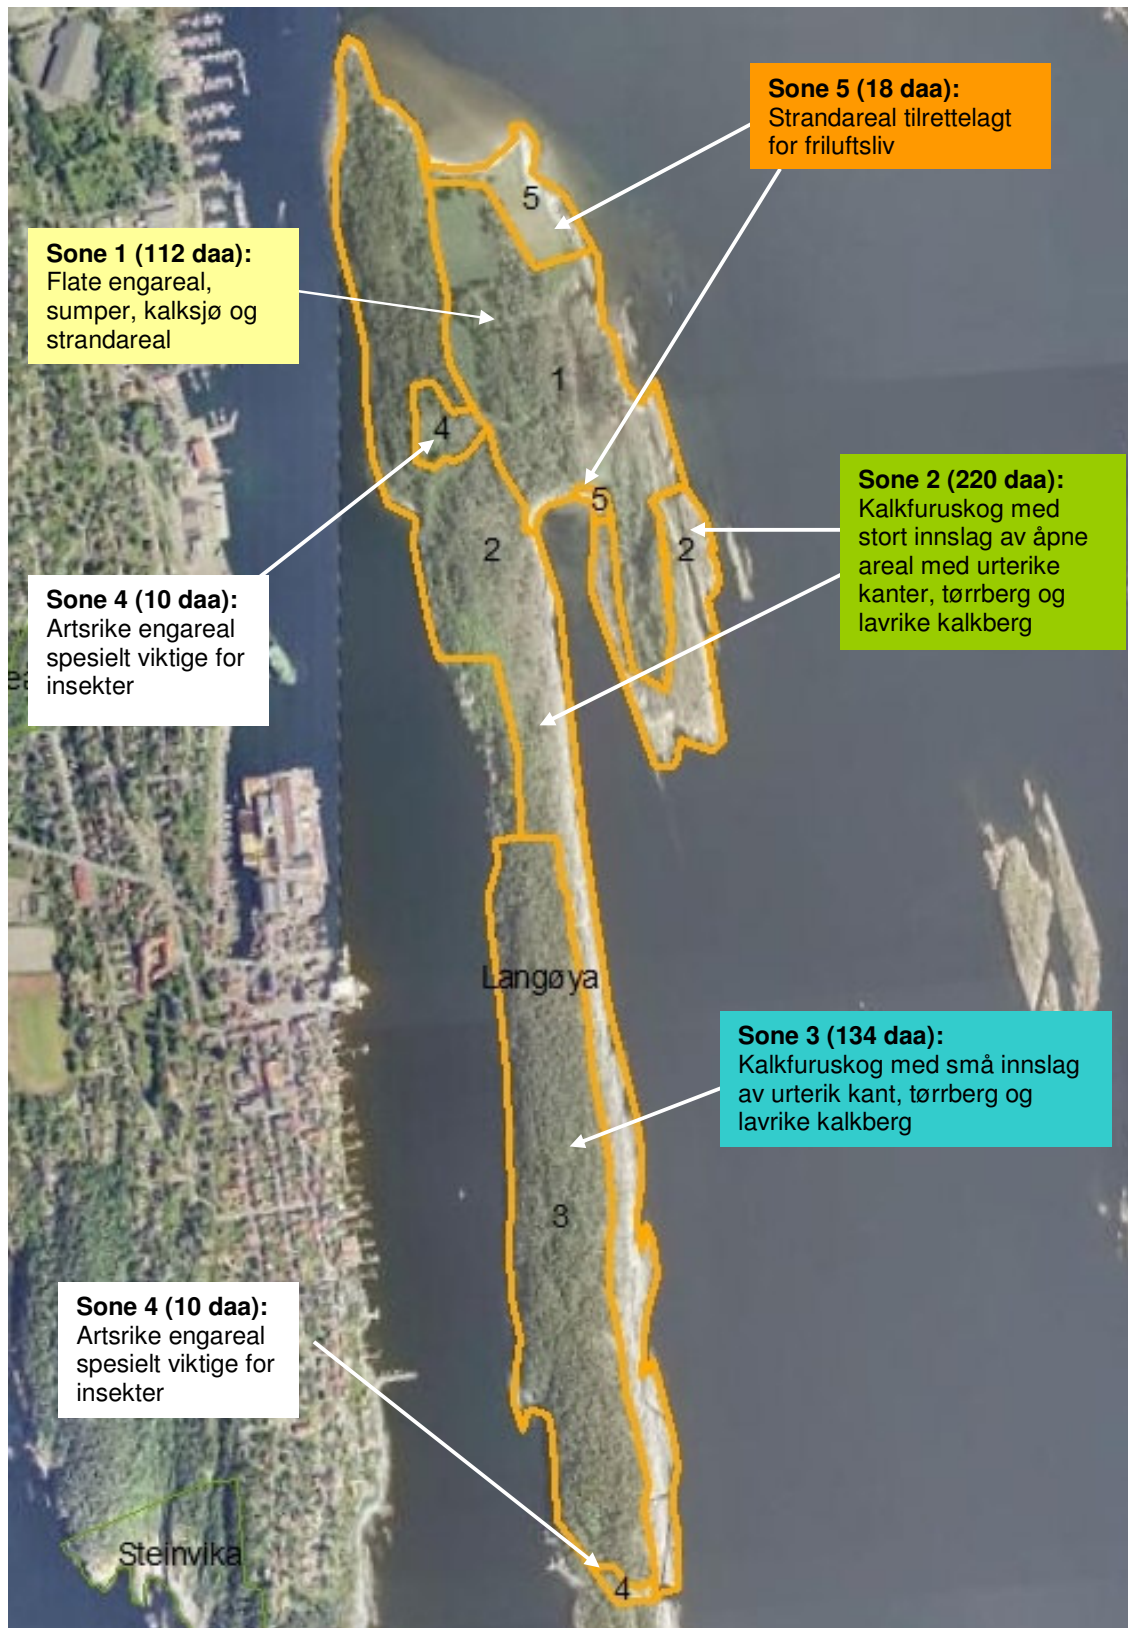 Sone 5 (18 daa):
Strandareal tilrettelagt
for friluftsliv
5
Sone 1 (112 daa):
Flate engareal,
sumper, kalksjø og
strandareal
1
4
Sone 2 (220 daa):
Kalkfuruskog med
stort innslag av åpne
areal med urterike
kanter, tørrberg og
lavrike kalkberg
5
2
2
Sone 4 (10 daa):
Artsrike engareal
spesielt viktige for
insekter
Langøya
Sone 3 (134 daa):
Kalkfuruskog med små innslag
av urterik kant, tørrberg og
lavrike kalkberg
3
Sone 4 (10 daa):
Artsrike engareal
spesielt viktige for
insekter
Steinvika
4